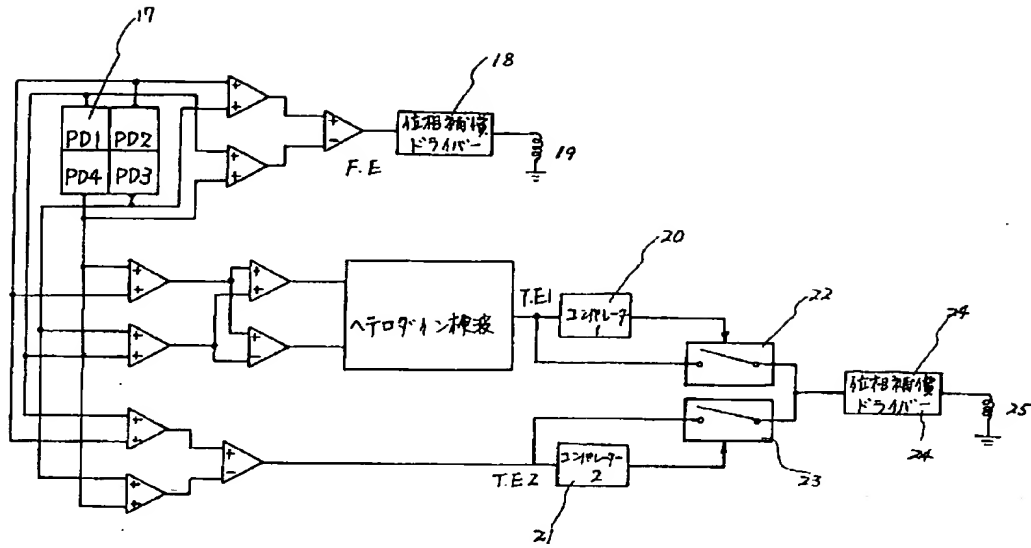 17
18
PD1 PD2
PD4 PD3
位相補償
ドライバー
19
F.E
20
22
T.E1
コンパレーター
1
ヘテロダイン検波
24
位相補償
ドライバー
25
24
23
T.E2
コンパレーター
2
21